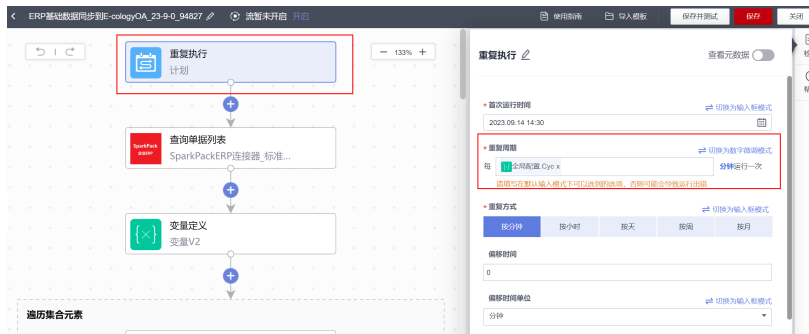 ERP基础数据同步到E-cologyOA_23-9-0_94827
流暂未开启 开启
使用指南
导入模板
保存并测试
保存
关闭
133%
重复执行
计划
SparkPack
查询单据列表
SparkPackERP连接器_标准...
变量定义
变量V2
遍历集合元素
重复执行
查看元数据
* 首次运行时间
切换为输入框模式
2023.09.14 14:30
* 重复周期
切换为数字微调模式
每 全局配置.Cyc x 分钟运行一次
请填写在默认输入模式下可以选到的选项，否则可能会导致运行出错
* 重复方式
切换为输入框模式
按分钟 按小时 按天 按周 按月
偏移时间
0
偏移时间单位
切换为输入框模式
分钟